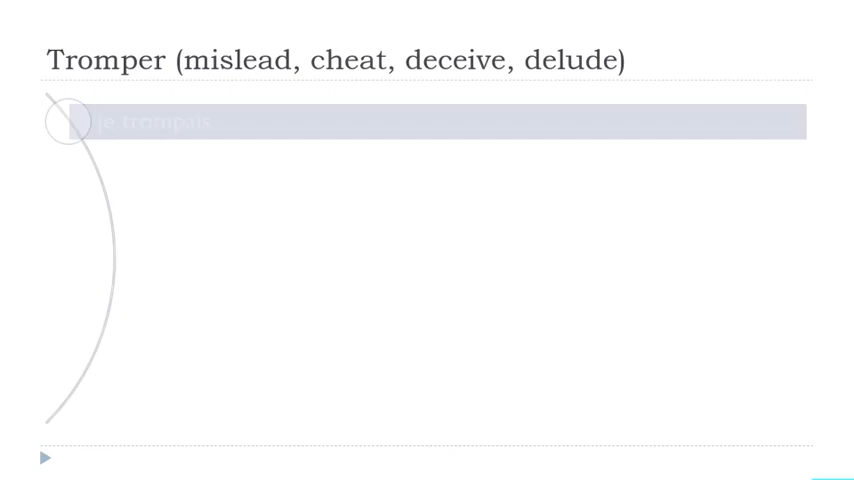 Tromper (mislead, cheat, deceive, delude)
je trompais